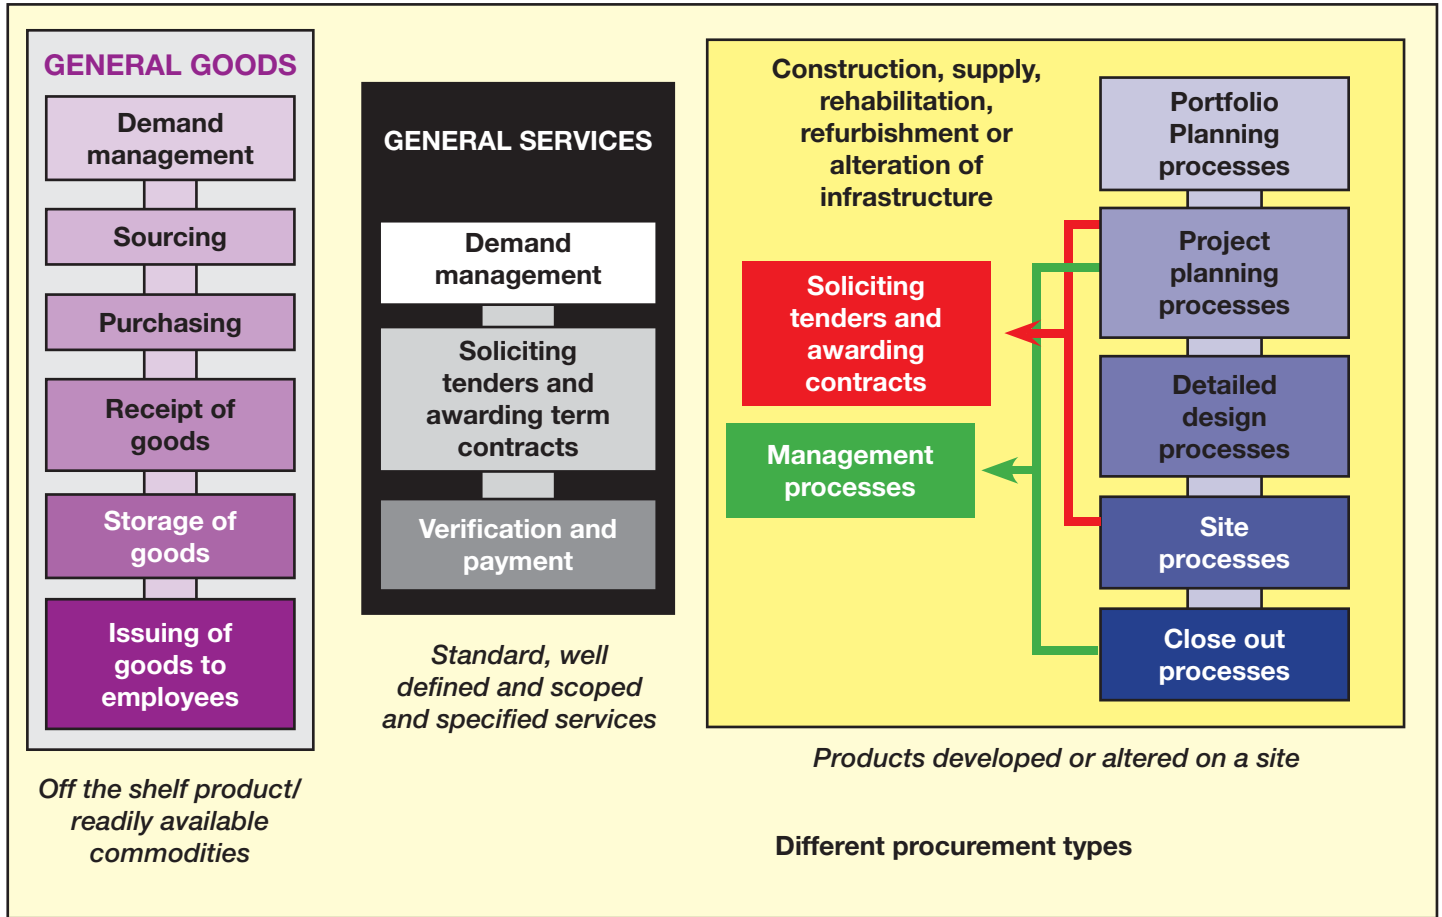 GENERAL GOODS
Demand
management
Sourcing
Purchasing
Receipt of
goods
Storage of
goods
Issuing of
goods to
employees
Off the shelf product/
readily available
commodities
GENERAL SERVICES
Demand
management
Soliciting
tenders and
awarding term
contracts
Verification and
payment
Standard, well
defined and scoped
and specified services
Construction, supply,
rehabilitation,
refurbishment or
alteration of
infrastructure
Soliciting
tenders and
awarding
contracts
Management
processes
Portfolio
Planning
processes
Project
planning
processes
Detailed
design
processes
Site
processes
Close out
processes
Products developed or altered on a site
Different procurement types